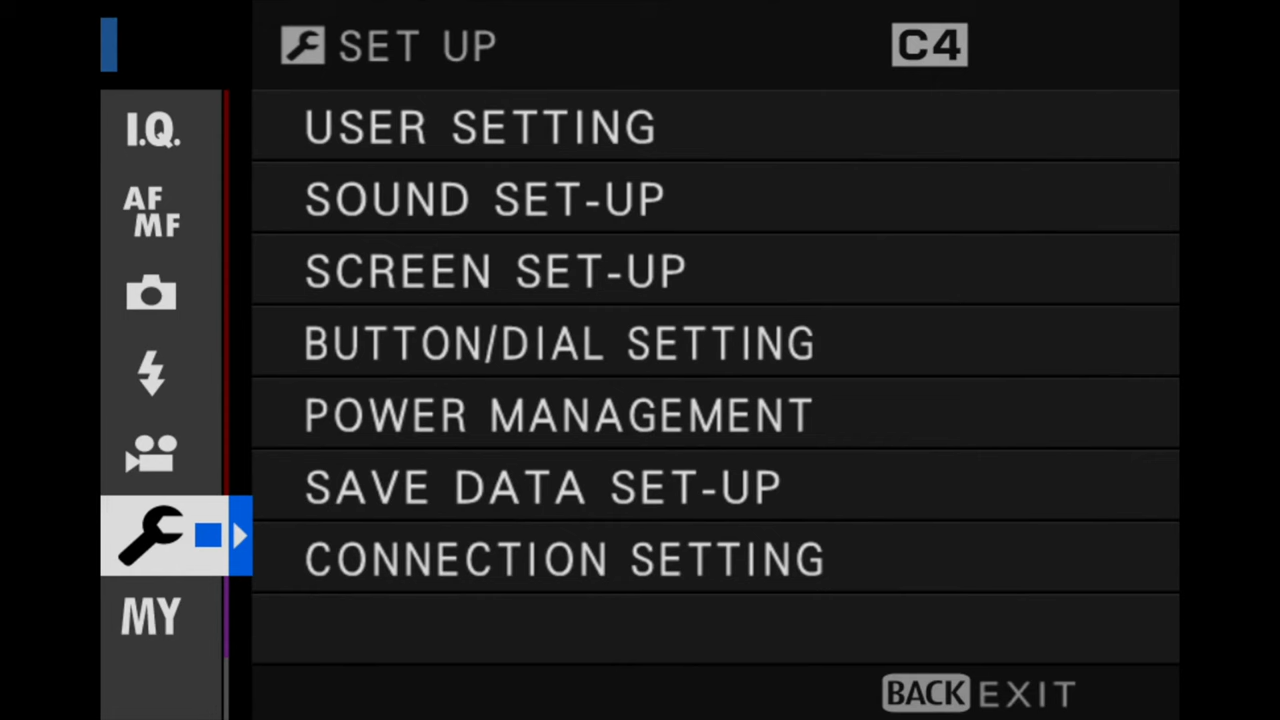 SET UP
C4
I.Q.
USER SETTING
AF
MF
SOUND SET-UP
SCREEN SET-UP
BUTTON/DIAL SETTING
POWER MANAGEMENT
SAVE DATA SET-UP
CONNECTION SETTING
MY
BACK EXIT